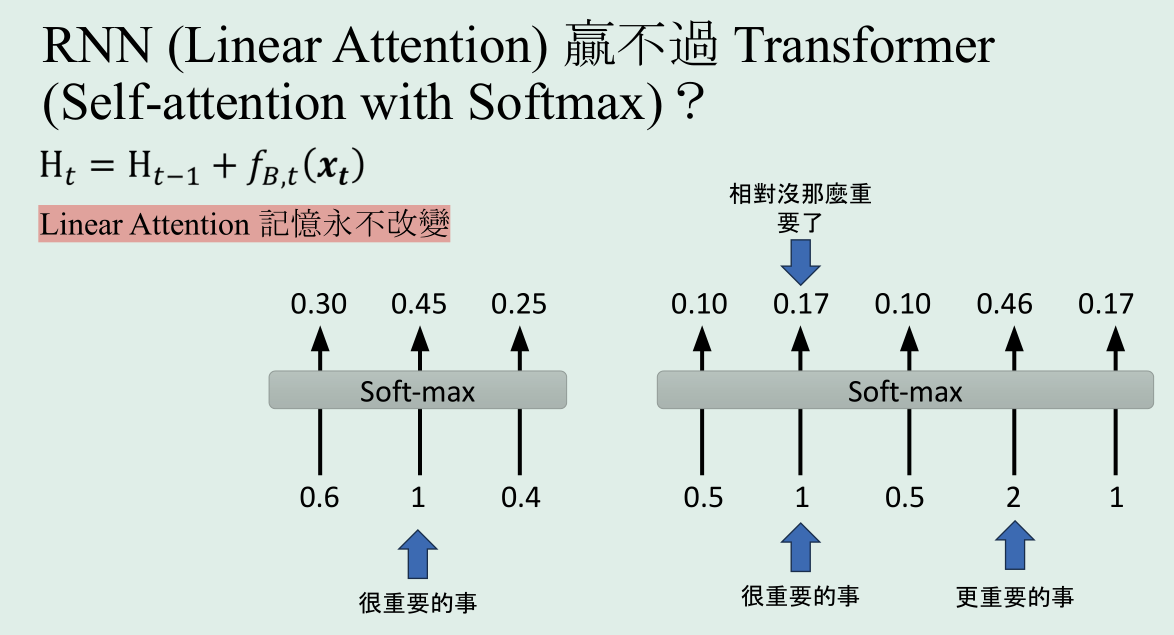 RNN (Linear Attention) 贏不過 Transformer
(Self-attention with Softmax)？
H_t = H_{t−1} + f_{B,t}(x_t)
Linear Attention 記憶永不改變
相對沒那麼重
要了
0.30 0.45 0.25
0.10 0.17 0.10 0.46 0.17
Soft-max
Soft-max
0.6 1 0.4
0.5 1 0.5 2 1
很重要的事
很重要的事
更重要的事